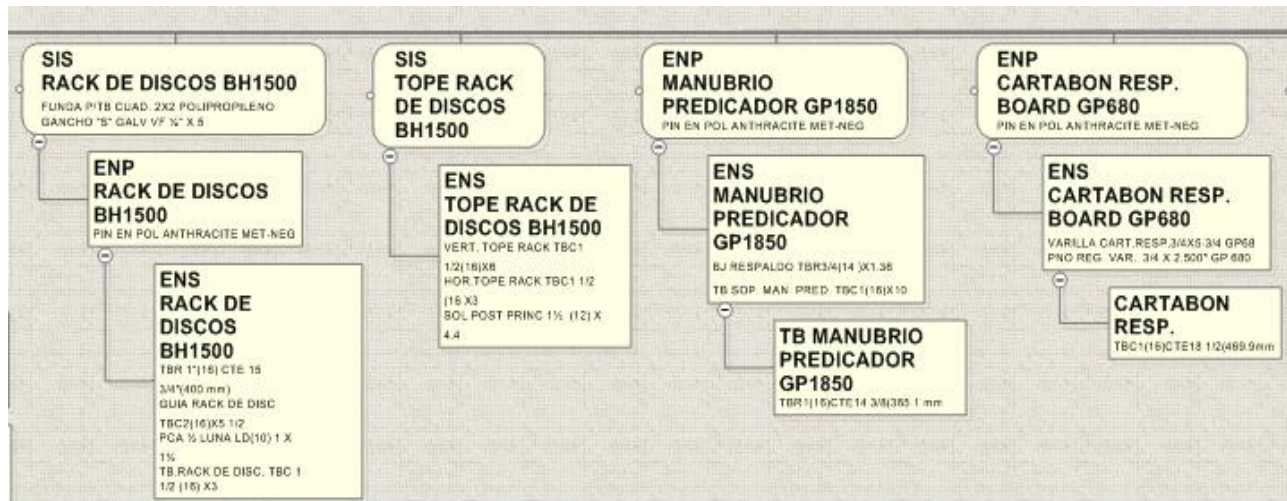 SIS
RACK DE DISCOS BH1500
FUNDA P/TB CUAD. 2X2 POLIPROPILENO
GANCHO "S" GALV VF ¼" X 5
ENP
RACK DE DISCOS
BH1500
PIN EN POL ANTHRACITE MET-NEG
ENS
RACK DE
DISCOS
BH1500
TBR 1"(16) CTE 15
3/4"(400 mm)
GUIA RACK DE DISC
TBC2(16)X5 1/2
PCA ½ LUNA LD(10) 1 X
1½
TB.RACK DE DISC. TBC 1
1/2 (16) X3
SIS
TOPE RACK
DE DISCOS
BH1500
ENS
TOPE RACK DE
DISCOS BH1500
VERT. TOPE RACK TBC1
1/2(16)X6
HOR.TOPE RACK TBC1 1/2
(16 X3
SOL POST PRINC 1½ (12) X
4.4
ENP
MANUBRIO
PREDICADOR GP1850
PIN EN POL ANTHRACITE MET-NEG
ENS
MANUBRIO
PREDICADOR
GP1850
BJ RESPALDO TBR3/4(14 )X1.36
TB SOP. MAN. PRED. TBC1(16)X10
TB MANUBRIO
PREDICADOR
GP1850
TBR1(16)CTE14 3/8(365 1 mm
ENP
CARTABON RESP.
BOARD GP680
PIN EN POL ANTHRACITE MET-NEG
ENS
CARTABON RESP.
BOARD GP680
VARILLA CART.RESP.3/4X5-3/4 GP68
PNO REG. VAR. 3/4 X 2.500" GP 680
CARTABON
RESP.
TBC1(16)CTE18 1/2(469.9mm